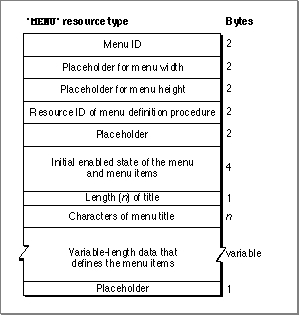 'MENU' resource type Bytes
Menu ID 2
Placeholder for menu width 2
Placeholder for menu height 2
Resource ID of menu definition procedure 2
Placeholder 2
Initial enabled state of the menu
and menu items 4
Length (n) of title 1
Characters of menu title n
Variable-length data that
defines the menu items variable
Placeholder 1